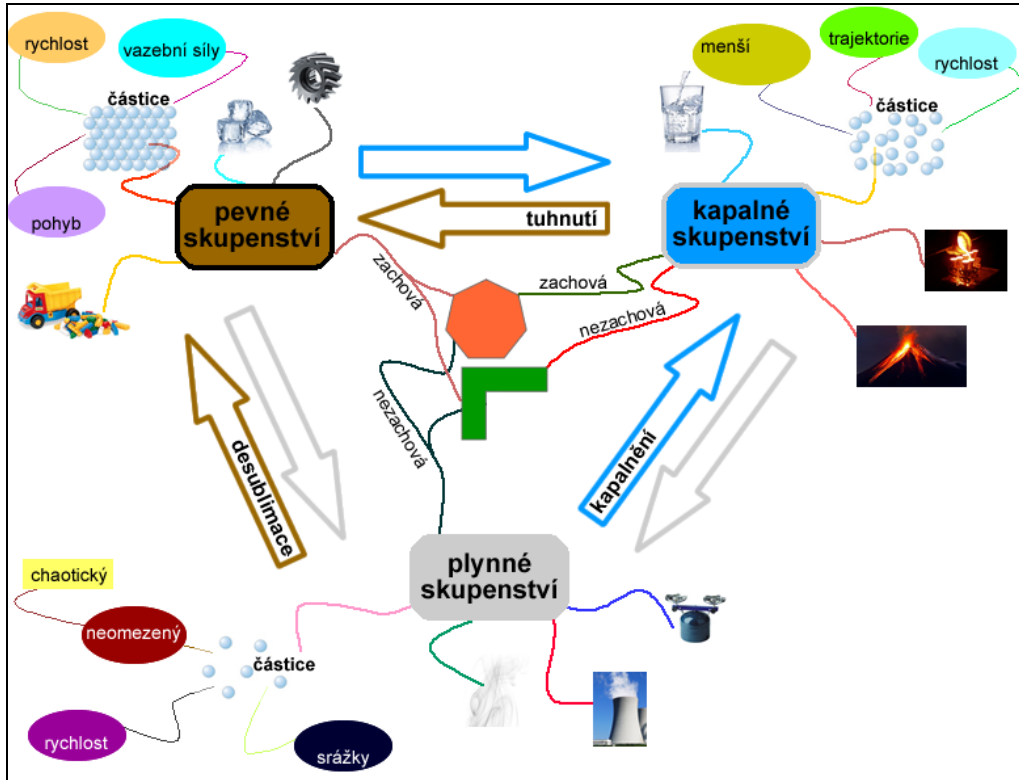 rychlost
vazební síly
částice
pohyb
pevné
skupenství
tuhnutí
menší
trajektorie
rychlost
částice
kapalné
skupenství
zachová
zachová
nezachová
nezachová
desublimace
kapalnění
plynné
skupenství
chaotický
neomezený
částice
rychlost
srážky